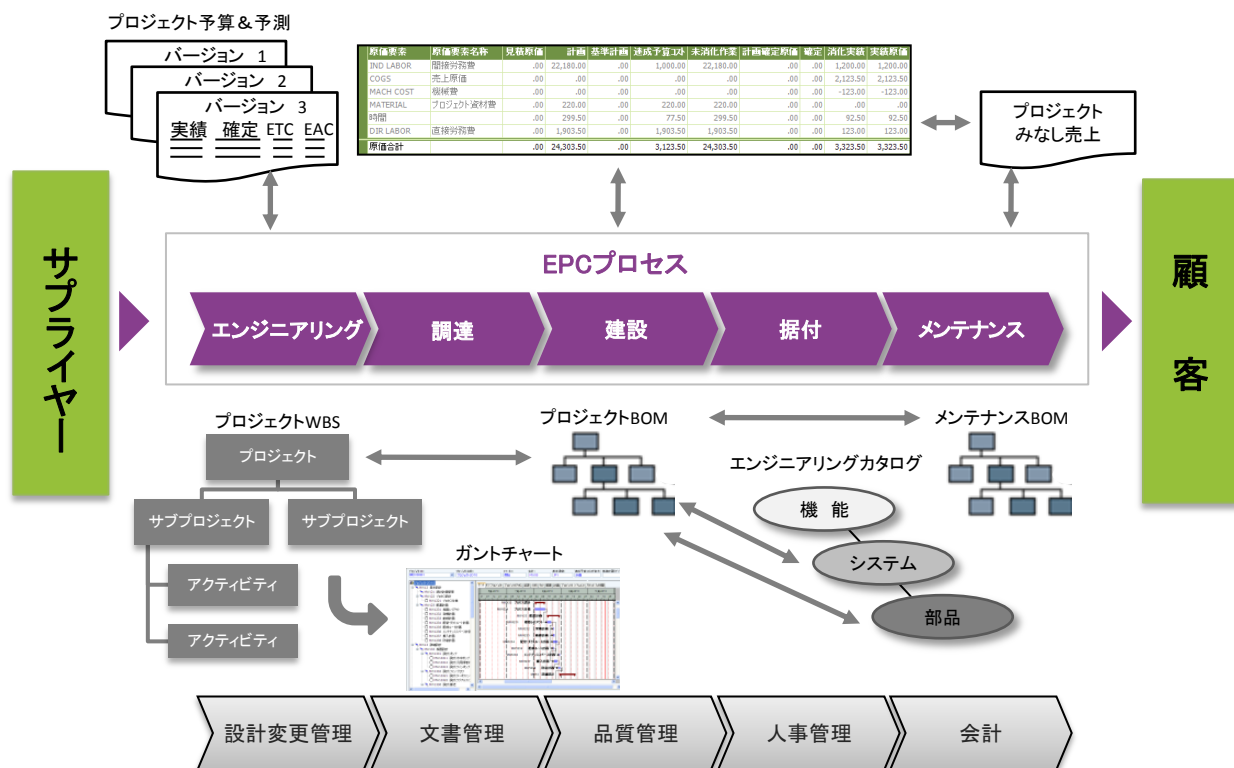 プロジェクト予算＆予測
バージョン 1
バージョン 2
バージョン 3
実績 確定 ETC EAC
原価要素 原価要素名称 見積原価 計画 基準計画 達成予算コスト 未消化作業 計画確定原価 確定 消化実績 実績原価
IND LABOR 間接労務費 .00 22,180.00 .00 1,000.00 22,180.00 .00 .00 1,200.00 1,200.00
COGS 売上原価 .00 .00 .00 .00 .00 .00 .00 2,123.50 2,123.50
MACH COST 機械費 .00 .00 .00 .00 .00 .00 .00 -123.00 -123.00
MATERIAL プロジェクト資材費 .00 220.00 .00 220.00 220.00 .00 .00 .00 .00
時間 .00 299.50 .00 77.50 299.50 .00 .00 92.50 92.50
DIR LABOR 直接労務費 .00 1,903.50 .00 1,903.50 1,903.50 .00 .00 123.00 123.00
原価合計 .00 24,303.50 .00 3,123.50 24,303.50 .00 .00 3,323.50 3,323.50
プロジェクト
みなし売上
サプライヤー
EPCプロセス
エンジニアリング
調達
建設
据付
メンテナンス
顧客
プロジェクトWBS
プロジェクト
サブプロジェクト
サブプロジェクト
アクティビティ
アクティビティ
プロジェクトBOM
メンテナンスBOM
エンジニアリングカタログ
機 能
システム
部品
ガントチャート
設計変更管理
文書管理
品質管理
人事管理
会計